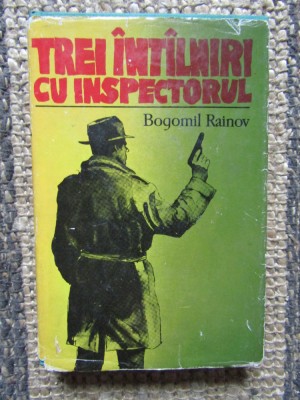 TREI ÎNTÎLNIRI
CU INSPECTORUL
Bogomil Rainov